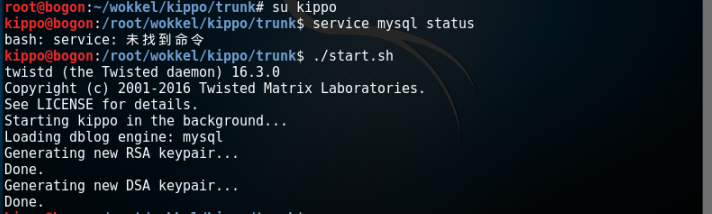 root@bogon:~/wokkel/kippo/trunk# su kippo
kippo@bogon:/root/wokkel/kippo/trunk$ service mysql status
bash: service: 未找到命令
kippo@bogon:/root/wokkel/kippo/trunk$ ./start.sh
twistd (the Twisted daemon) 16.3.0
Copyright (c) 2001-2016 Twisted Matrix Laboratories.
See LICENSE for details.
Starting kippo in the background...
Loading dblog engine: mysql
Generating new RSA keypair...
Done.
Generating new DSA keypair...
Done.